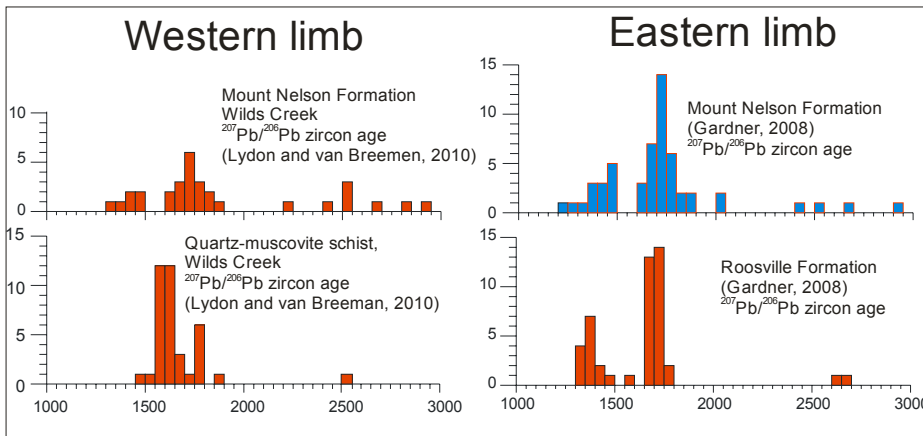 Western limb
Eastern limb
10
5
0
Mount Nelson Formation
Wilds Creek
207Pb/206Pb zircon age
(Lydon and van Breemen, 2010)
15
10
5
0
Mount Nelson Formation
(Gardner, 2008)
207Pb/206Pb zircon age
15
10
5
0
Quartz-muscovite schist,
Wilds Creek
207Pb/206Pb zircon age
(Lydon and van Breeman, 2010)
1000 1500 2000 2500 3000
15
10
5
0
Roosville Formation
(Gardner, 2008)
207Pb/206Pb zircon age
1000 1500 2000 2500 3000